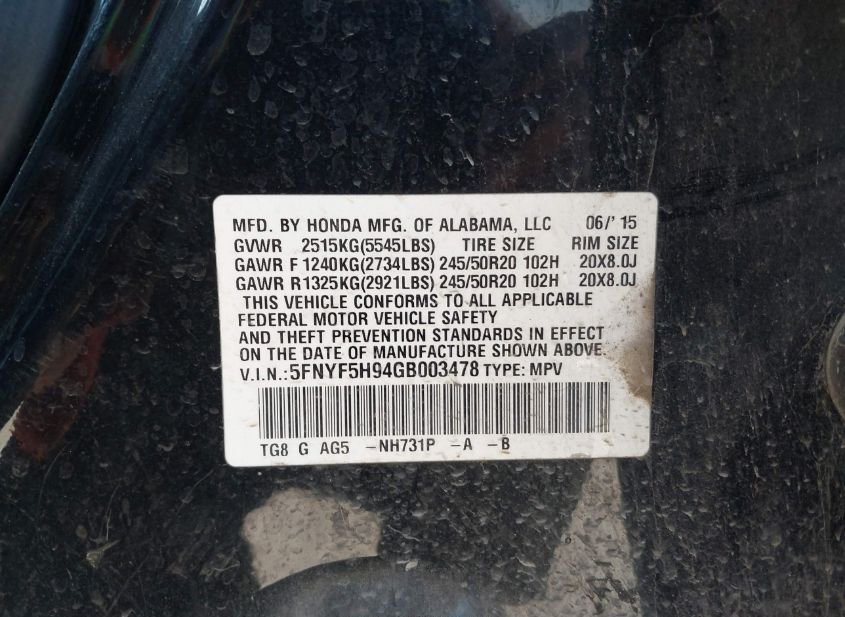 MFD. BY HONDA MFG. OF ALABAMA, LLC 06/'15
GVWR 2515KG(5545LBS) TIRE SIZE RIM SIZE
GAWR F 1240KG(2734LBS) 245/50R20 102H 20X8.0J
GAWR R1325KG(2921LBS) 245/50R20 102H 20X8.0J
THIS VEHICLE CONFORMS TO ALL APPLICABLE
FEDERAL MOTOR VEHICLE SAFETY
AND THEFT PREVENTION STANDARDS IN EFFECT
ON THE DATE OF MANUFACTURE SHOWN ABOVE.
V.I.N.:5FNYF5H94GB003478 TYPE: MPV
TG8 G AG5 -NH731P -A -B